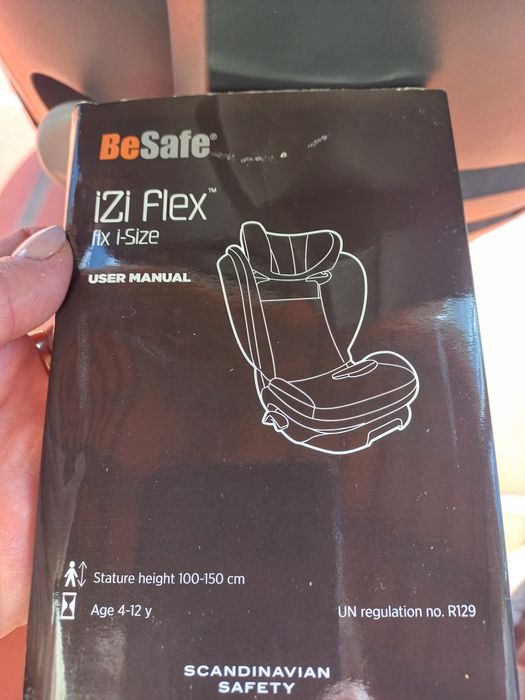 BeSafe®
iZi Flex™
fix i-Size
USER MANUAL
Stature height 100-150 cm
Age 4-12 y
UN regulation no. R129
SCANDINAVIAN
SAFETY